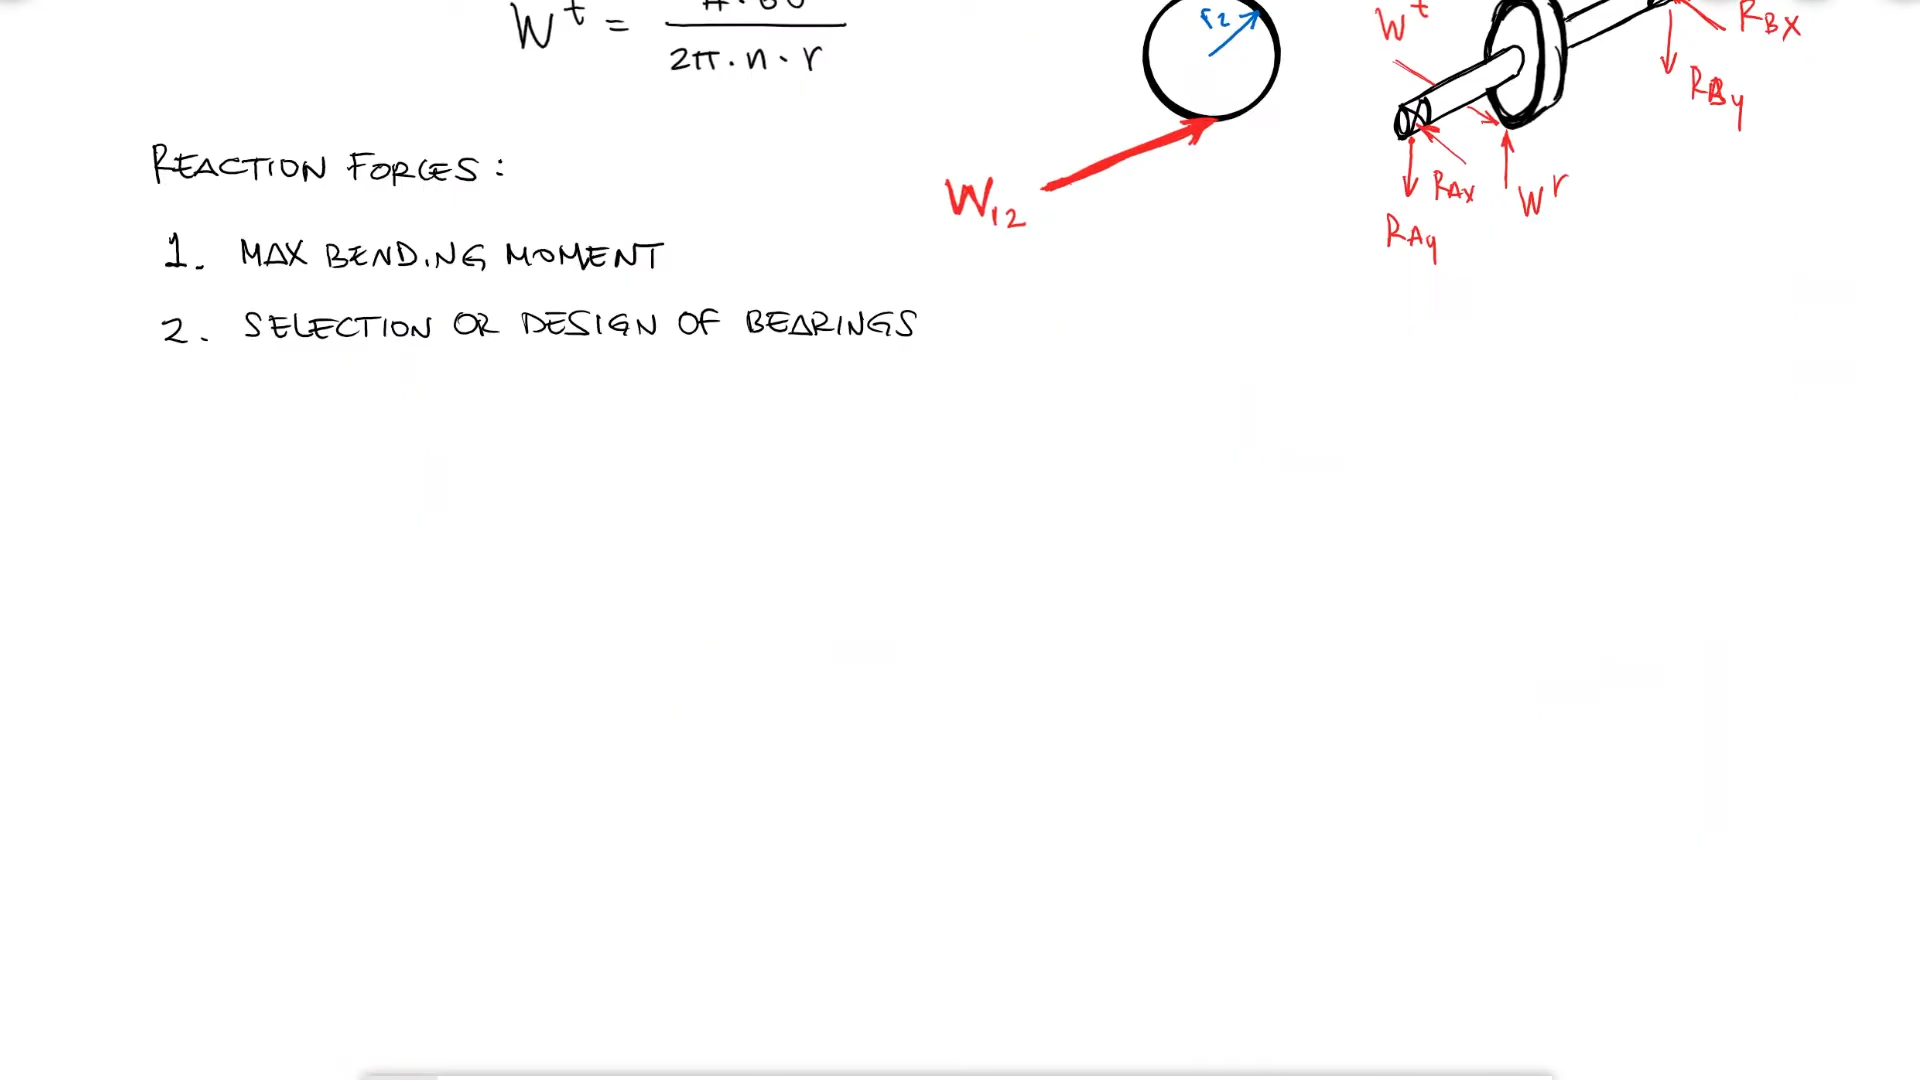 W^t = H · 60 / 2π · n · r
r2
W^t
RBX
RBy
REACTION FORCES:
W12
RAX
W^r
RAy
1. MAX BENDING MOMENT
2. SELECTION OR DESIGN OF BEARINGS